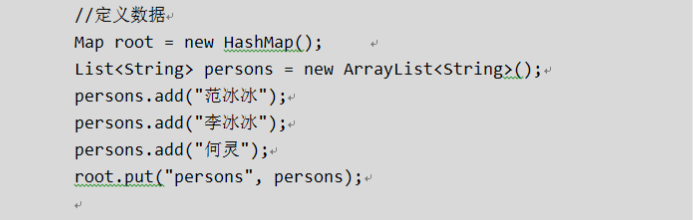 //定义数据
Map root = new HashMap();
List<String> persons = new ArrayList<String>();
persons.add("范冰冰");
persons.add("李冰冰");
persons.add("何灵");
root.put("persons", persons);